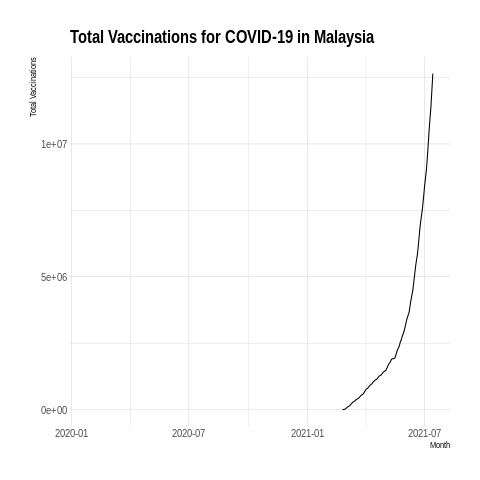 Total Vaccinations for COVID-19 in Malaysia
Total Vaccinations
1e+07
5e+06
0e+00
2020-01 2020-07 2021-01 2021-07
Month